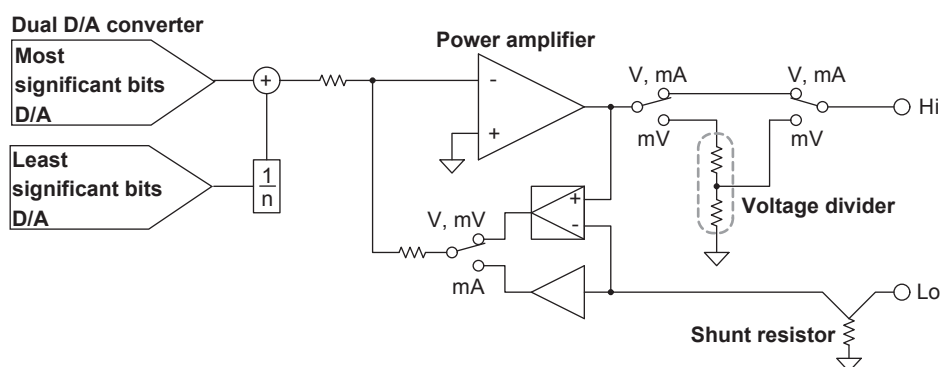 Dual D/A converter
Most
significant bits
D/A
+
Least
significant bits
D/A
1
n
Power amplifier
-
+
V, mA
mV
V, mA
mV
Hi
Voltage divider
+
-
V, mV
mA
Lo
Shunt resistor